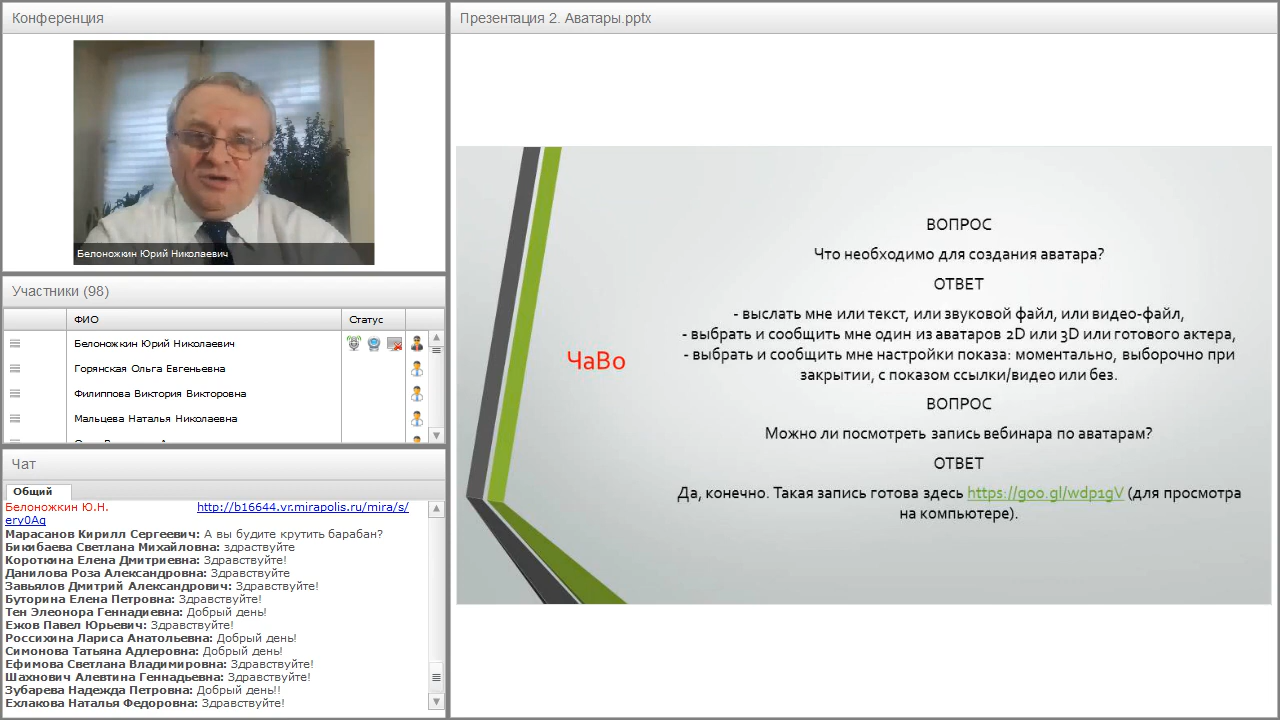 Конференция
Белоножкин Юрий Николаевич
Участники (98)
ФИО
Статус
Белоножкин Юрий Николаевич
Горянская Ольга Евгеньевна
Филиппова Виктория Викторовна
Мальцева Наталья Николаевна
Чат
Общий
Белоножкин Ю.Н. http://b16644.vr.mirapolis.ru/mira/s/
erv0Aq
Марасанов Кирилл Сергеевич: А вы будите крутить барабан?
Бикибаева Светлана Михайловна: здраствуйте
Короткина Елена Дмитриевна: Здравствуйте!
Данилова Роза Александровна: Здравствуйте
Завьялов Дмитрий Александрович: Здравствуйте!
Буторина Елена Петровна: Здравствуйте!
Тен Элеонора Геннадиевна: Добрый день!
Ежов Павел Юрьевич: Здравствуйте!
Россихина Лариса Анатольевна: Добрый день!
Симонова Татьяна Адлеровна: Добрый день!
Ефимова Светлана Владимировна: Здравствуйте!
Шахнович Алевтина Геннадьевна: Здравствуйте!
Зубарева Надежда Петровна: Добрый день!!
Ехлакова Наталья Федоровна: Здравствуйте!
Презентация 2. Аватары.pptx
ЧаВо
ВОПРОС
Что необходимо для создания аватара?
ОТВЕТ
- выслать мне или текст, или звуковой файл, или видео-файл,
- выбрать и сообщить мне один из аватаров 2D или 3D или готового актера,
- выбрать и сообщить мне настройки показа: моментально, выборочно при
закрытии, с показом ссылки/видео или без.
ВОПРОС
Можно ли посмотреть запись вебинара по аватарам?
ОТВЕТ
Да, конечно. Такая запись готова здесь https://goo.gl/wdp1gV (для просмотра
на компьютере).